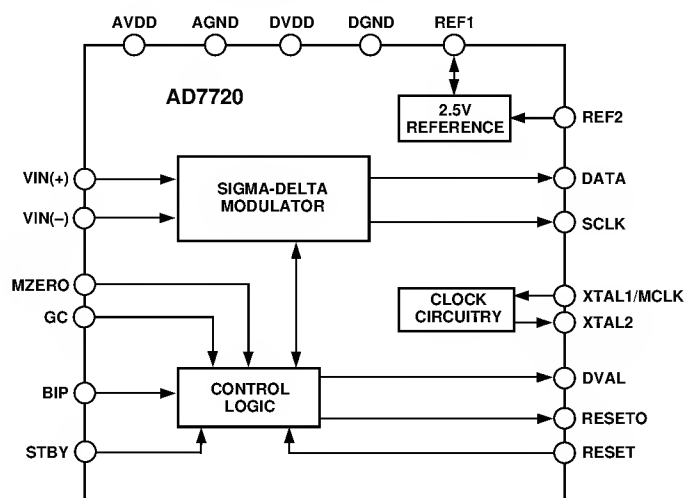 AVDD AGND DVDD DGND REF1
AD7720
2.5V
REFERENCE
REF2
VIN(+)
VIN(–)
SIGMA-DELTA
MODULATOR
DATA
SCLK
MZERO
GC
CLOCK
CIRCUITRY
XTAL1/MCLK
XTAL2
BIP
STBY
CONTROL
LOGIC
DVAL
RESETO
RESET